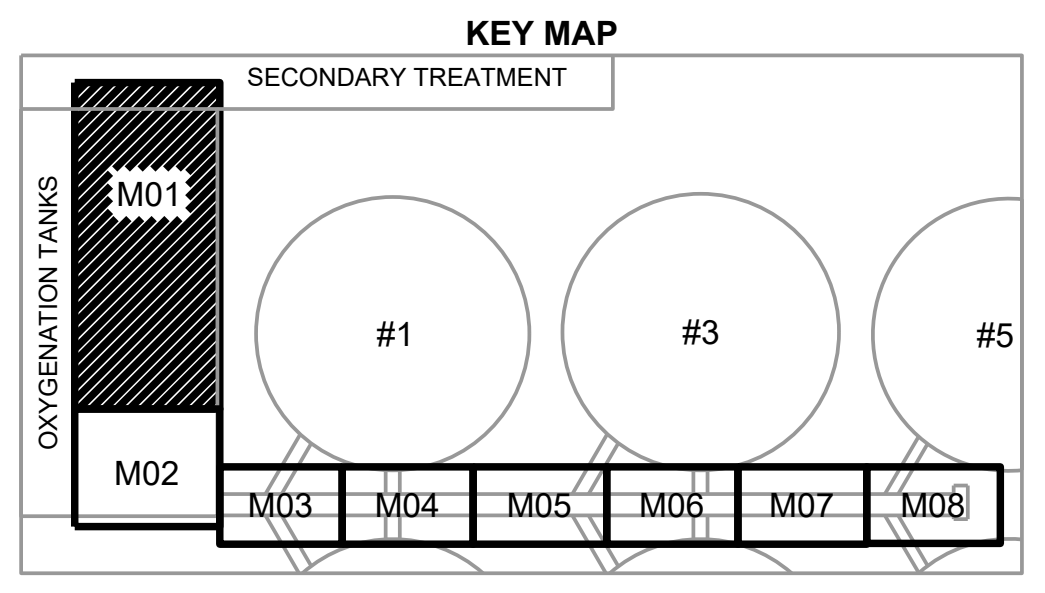 KEY MAP
SECONDARY TREATMENT
OXYGENATION TANKS
M01
#1
#3
#5
M02
M03
M04
M05
M06
M07
M08